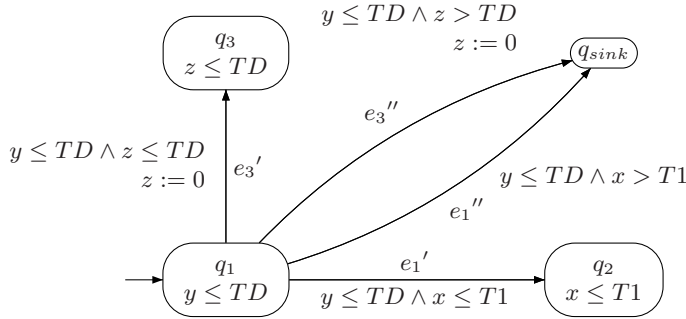 y ≤ TD ∧ z > TD
z := 0
q3
z ≤ TD
qsink
e3′′
y ≤ TD ∧ z ≤ TD
z := 0
e3′
y ≤ TD ∧ x > T1
e1′′
q1
y ≤ TD
e1′
y ≤ TD ∧ x ≤ T1
q2
x ≤ T1